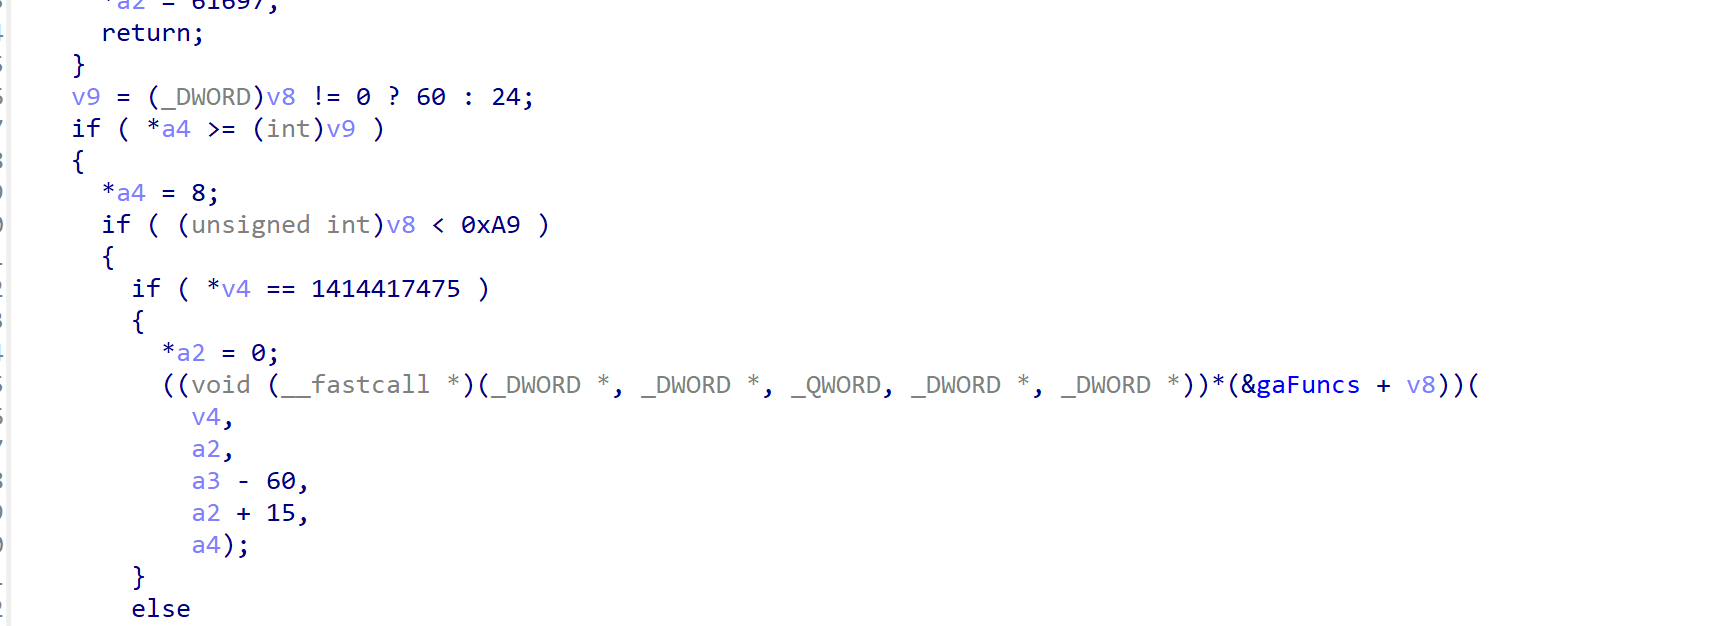 *a2 = 61697;
return;
}
v9 = (_DWORD)v8 != 0 ? 60 : 24;
if ( *a4 >= (int)v9 )
{
*a4 = 8;
if ( (unsigned int)v8 < 0xA9 )
{
if ( *v4 == 1414417475 )
{
*a2 = 0;
((void (__fastcall *)(_DWORD *, _DWORD *, _QWORD, _DWORD *, _DWORD *))*(&gaFuncs + v8))(
v4,
a2,
a3 - 60,
a2 + 15,
a4);
}
else